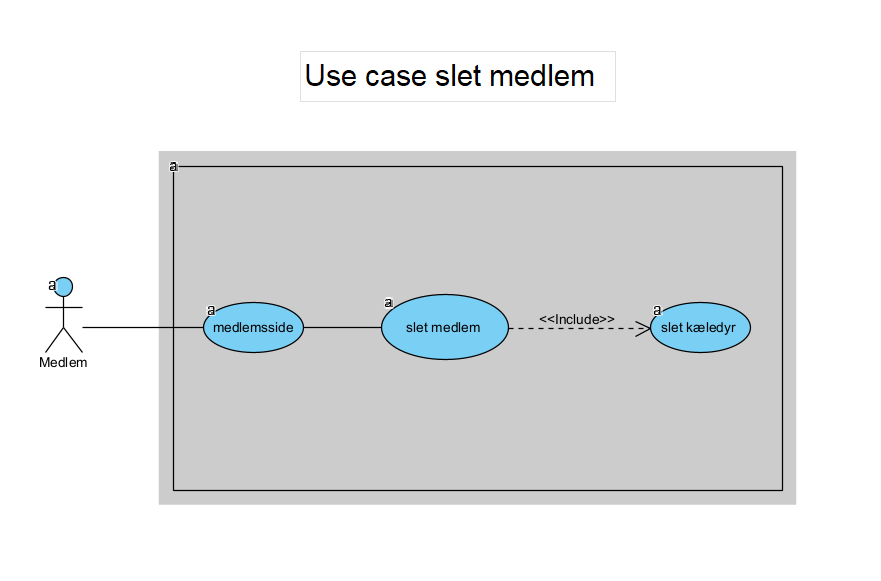 Use case slet medlem
a
a
Medlem
a
medlemsside
a
slet medlem
<<Include>>
a
slet kæledyr